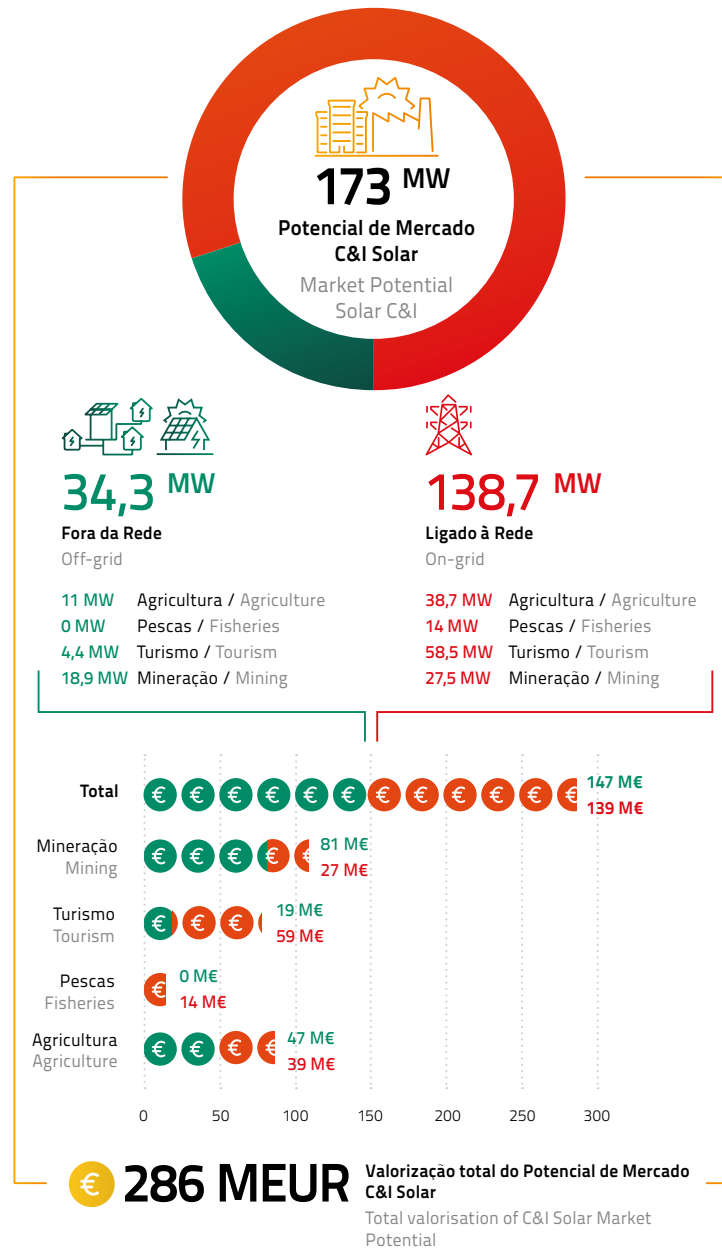 173 MW
Potencial de Mercado
C&I Solar
Market Potential
Solar C&I
34,3 MW
Fora da Rede
Off-grid
11 MW Agricultura / Agriculture
0 MW Pescas / Fisheries
4,4 MW Turismo / Tourism
18,9 MW Mineração / Mining
138,7 MW
Ligado à Rede
On-grid
38,7 MW Agricultura / Agriculture
14 MW Pescas / Fisheries
58,5 MW Turismo / Tourism
27,5 MW Mineração / Mining
Total
€ € € € € € € € € € € €
147 M€
139 M€
Mineração
Mining
€ € € € €
81 M€
27 M€
Turismo
Tourism
€ € €
19 M€
59 M€
Pescas
Fisheries
€
0 M€
14 M€
Agricultura
Agriculture
€ € € €
47 M€
39 M€
0 50 100 150 200 250 300
€ 286 MEUR
Valorização total do Potencial de Mercado
C&I Solar
Total valorisation of C&I Solar Market
Potential